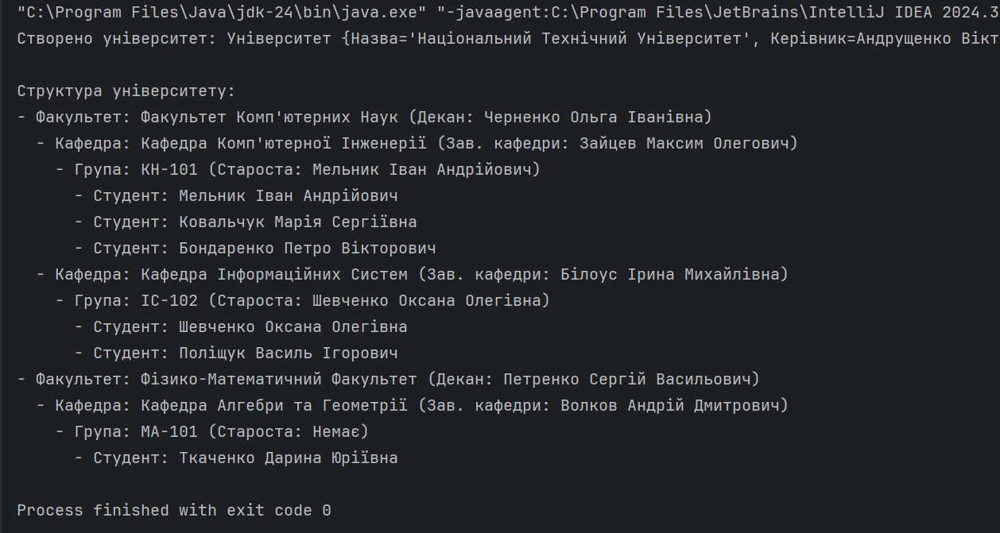 "C:\Program Files\Java\jdk-24\bin\java.exe" "-javaagent:C:\Program Files\JetBrains\IntelliJ IDEA 2024.3
Створено університет: Університет {Назва='Національний Технічний Університет', Керівник=Андрущенко Вікт
Структура університету:
- Факультет: Факультет Комп'ютерних Наук (Декан: Черненко Ольга Іванівна)
- Кафедра: Кафедра Комп'ютерної Інженерії (Зав. кафедри: Зайцев Максим Олегович)
- Група: КН-101 (Староста: Мельник Іван Андрійович)
- Студент: Мельник Іван Андрійович
- Студент: Ковальчук Марія Сергіївна
- Студент: Бондаренко Петро Вікторович
- Кафедра: Кафедра Інформаційних Систем (Зав. кафедри: Білоус Ірина Михайлівна)
- Група: ІС-102 (Староста: Шевченко Оксана Олегівна)
- Студент: Шевченко Оксана Олегівна
- Студент: Поліщук Василь Ігорович
- Факультет: Фізико-Математичний Факультет (Декан: Петренко Сергій Васильович)
- Кафедра: Кафедра Алгебри та Геометрії (Зав. кафедри: Волков Андрій Дмитрович)
- Група: МА-101 (Староста: Немає)
- Студент: Ткаченко Дарина Юріївна
Process finished with exit code 0